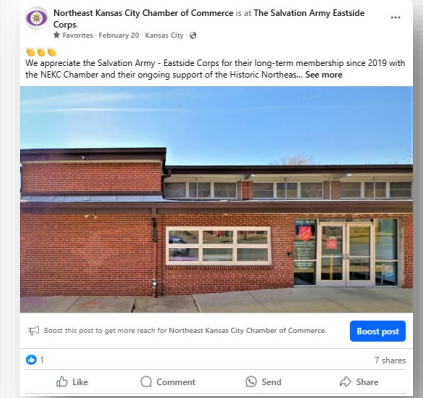 Northeast Kansas City Chamber of Commerce is at The Salvation Army Eastside
Corps.
Favorites · February 20 · Kansas City ·
We appreciate the Salvation Army - Eastside Corps for their long-term membership since 2019 with
the NEKC Chamber and their ongoing support of the Historic Northeas... See more
Boost this post to get more reach for Northeast Kansas City Chamber of Commerce.
Boost post
1
7 shares
Like
Comment
Send
Share